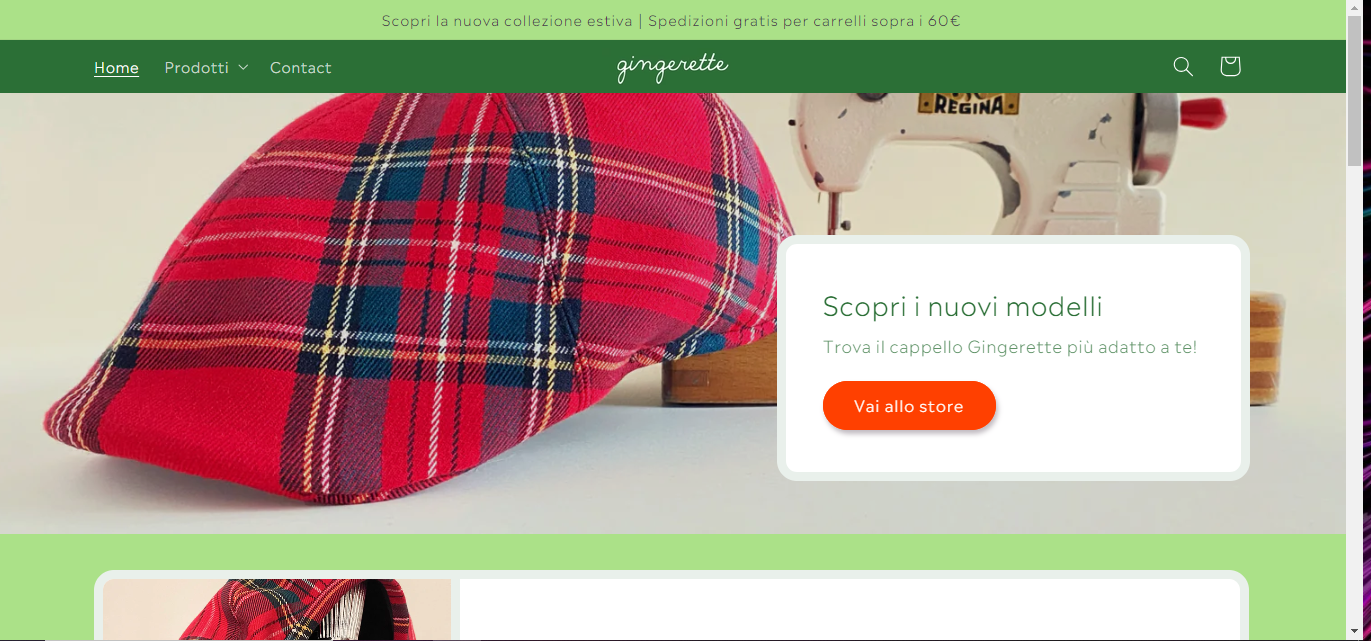 Scopri la nuova collezione estiva | Spedizioni gratis per carrelli sopra i 60€
Home Prodotti Contact gingerette
REGINA
Scopri i nuovi modelli
Trova il cappello Gingerette più adatto a te!
Vai allo store